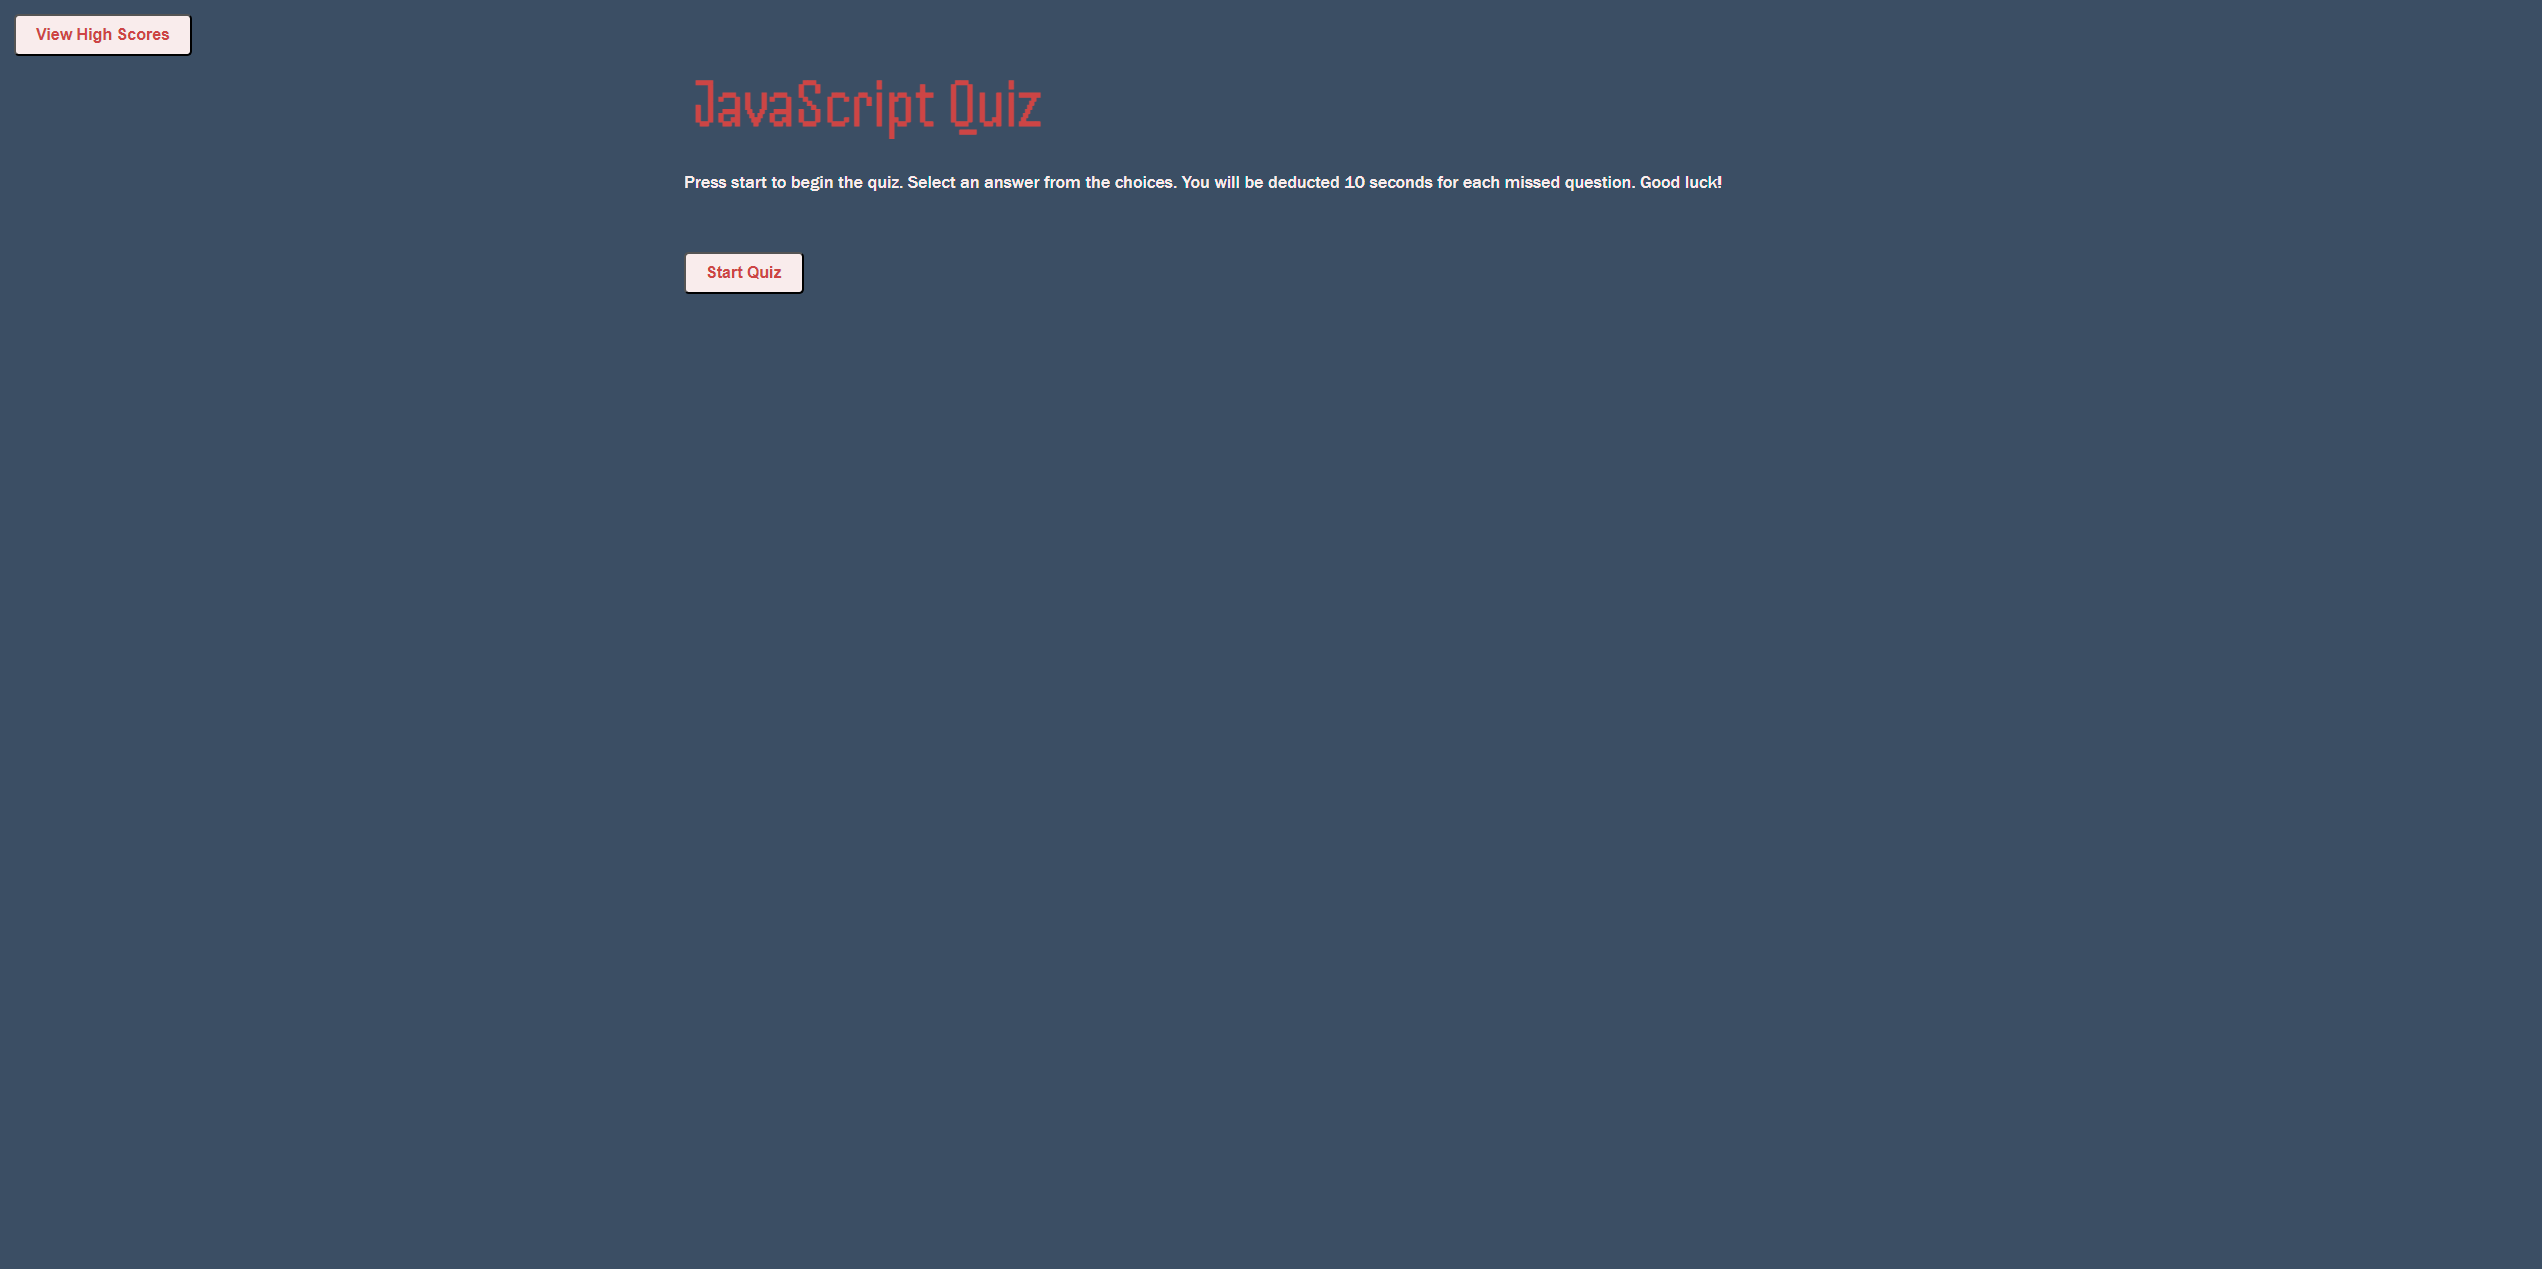 View High Scores
JavaScript Quiz
Press start to begin the quiz. Select an answer from the choices. You will be deducted 10 seconds for each missed question. Good luck!
Start Quiz